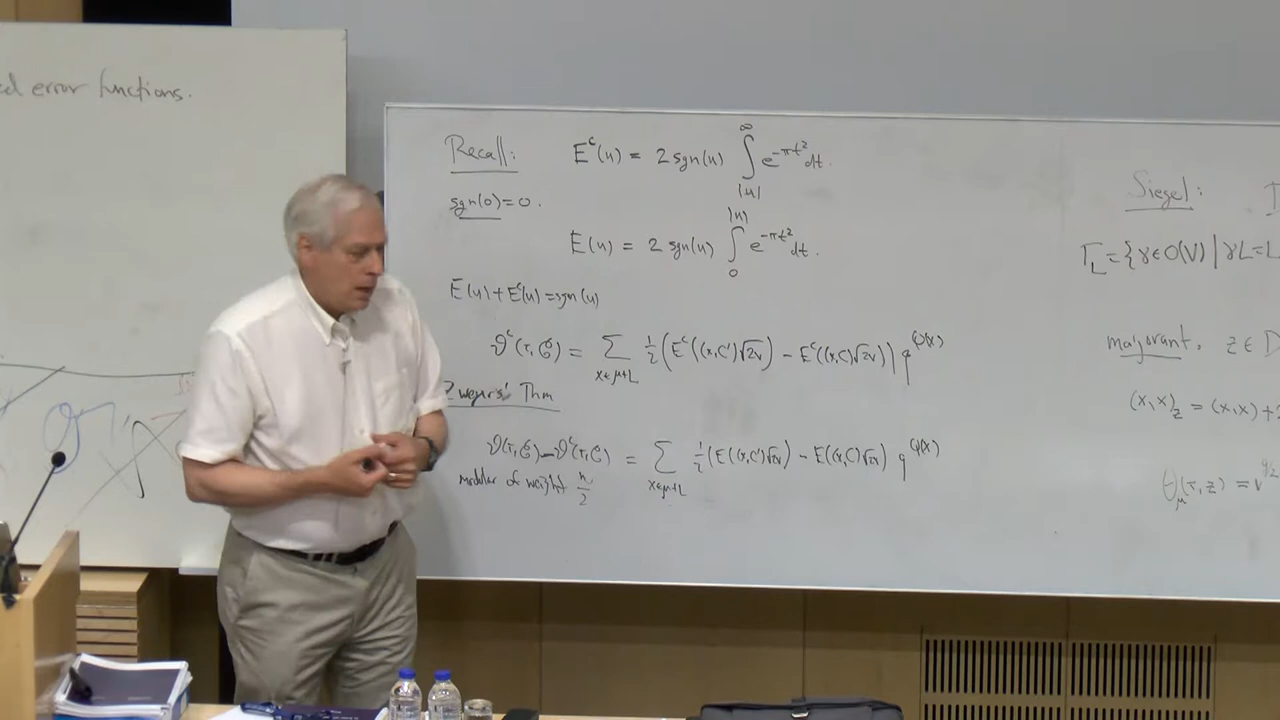 error functions.
Recall: E^c(u) = 2 sgn(u) ∫_{|u|}^{∞} e^{-πt²} dt.
sgn(0)=0.
E(u) = 2 sgn(u) ∫_0^{|u|} e^{-πt²} dt.
E(u)+E^c(u)=sgn(u)
ϑ^c(τ,C) = Σ_{x∈μ+L} ½(E^c((x,C')√2v) − E^c((x,C)√2v)) q^{Q(x)}
Zwegers' Thm
ϑ(τ,C) − ϑ^c(τ,C) = Σ_{x∈μ+L} ½(E((x,C')√2v) − E((x,C)√2v)) q^{Q(x)}
modular of weight n/2
Siegel:
Γ_L = {γ∈O(V) | γL=L
majorant, z∈D
(x,x)_z = (x,x)+
θ_μ(τ,z) = v